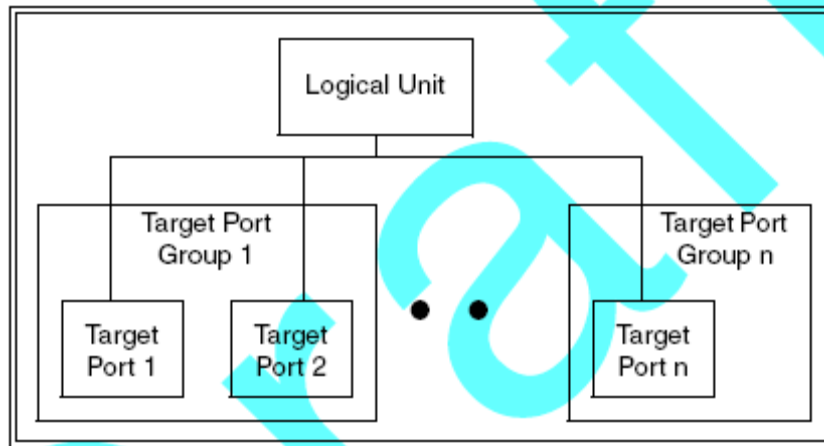 Logical Unit
Target Port
Group 1
Target Port
Group n
Target
Port 1
Target
Port 2
Target
Port n